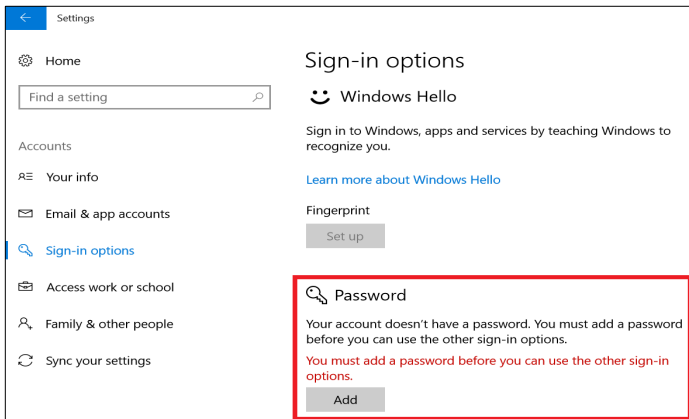 Settings
Home
Find a setting
Accounts
Your info
Email & app accounts
Sign-in options
Access work or school
Family & other people
Sync your settings
Sign-in options
Windows Hello
Sign in to Windows, apps and services by teaching Windows to
recognize you.
Learn more about Windows Hello
Fingerprint
Set up
Password
Your account doesn't have a password. You must add a password
before you can use the other sign-in options.
You must add a password before you can use the other sign-in
options.
Add